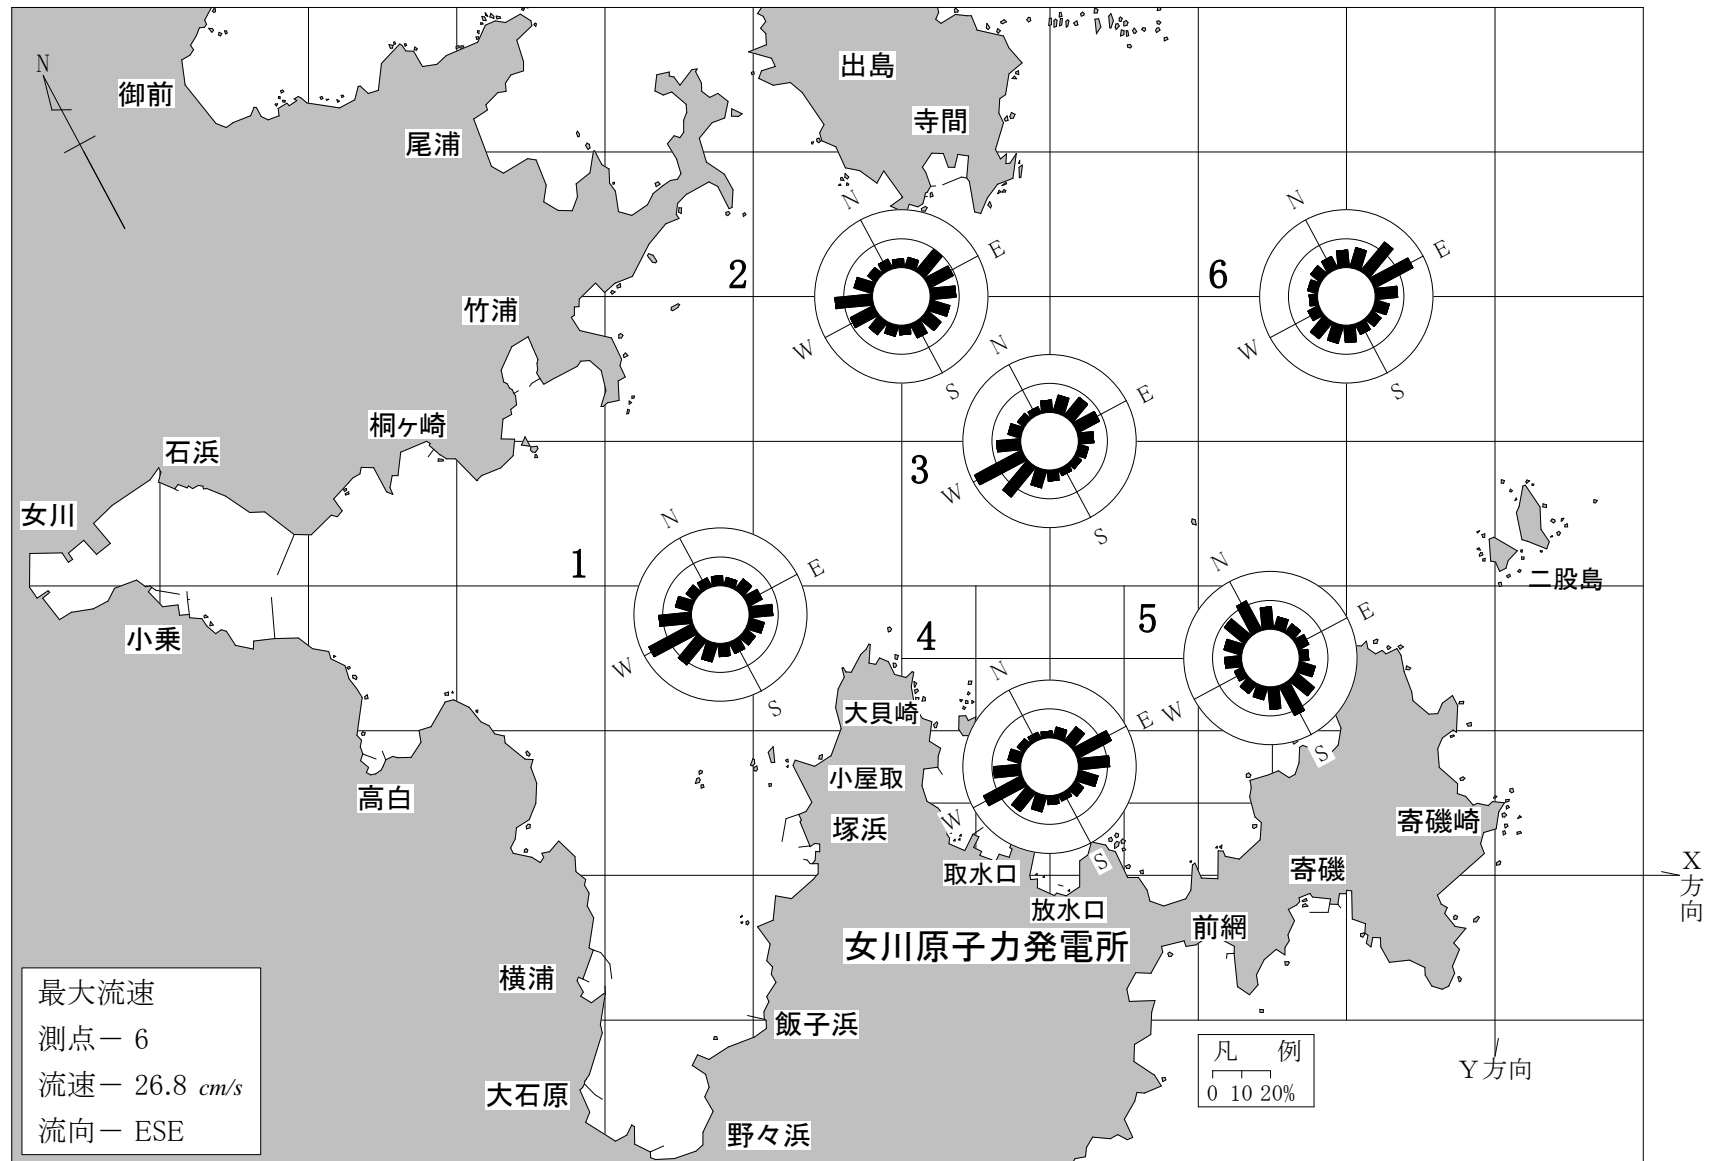 N
御前
尾浦
出島
寺間
竹浦
桐ヶ崎
石浜
女川
小乗
高白
横浦
大石原
野々浜
飯子浜
塚浜
小屋取
大貝崎
取水口
放水口
女川原子力発電所
前網
寄磯
寄磯崎
二股島
1
N
E
S
W
2
N
E
S
W
3
N
E
S
W
4
N
E
S
W
5
N
E
S
W
6
N
E
S
W
X方向
Y方向
最大流速
測点－ 6
流速－ 26.8 cm/s
流向－ ESE
凡 例
0 10 20%